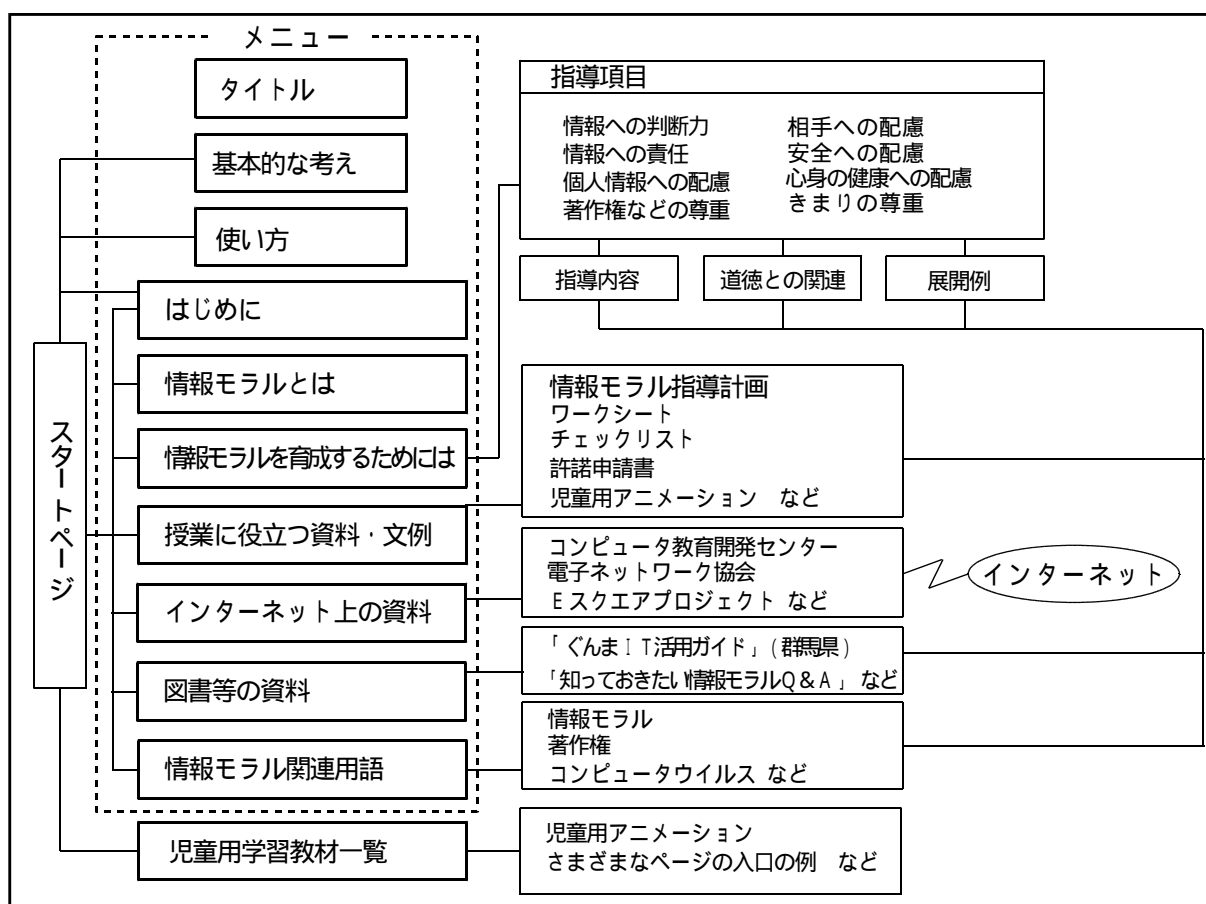 メニュー
タイトル
基本的な考え
使い方
はじめに
情報モラルとは
情報モラルを育成するためには
授業に役立つ資料・文例
インターネット上の資料
図書等の資料
情報モラル関連用語
児童用学習教材一覧
スタートページ
指導項目
情報への判断力
情報への責任
個人情報への配慮
著作権などの尊重
相手への配慮
安全への配慮
心身の健康への配慮
きまりの尊重
指導内容
道徳との関連
展開例
情報モラル指導計画
ワークシート
チェックリスト
許諾申請書
児童用アニメーション など
コンピュータ教育開発センター
電子ネットワーク協会
Eスクエアプロジェクト など
インターネット
「ぐんまIT活用ガイド」(群馬県)
「知っておきたい情報モラルQ&A」 など
情報モラル
著作権
コンピュータウイルス など
児童用アニメーション
さまざまなページの入口の例 など